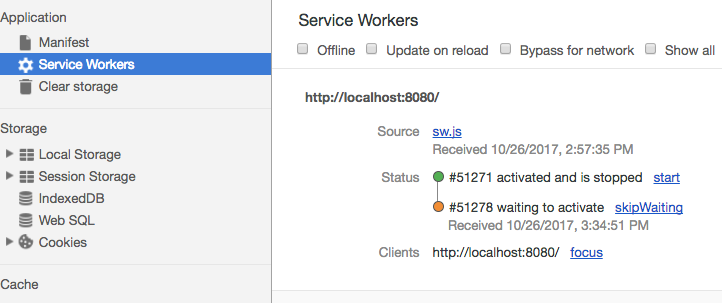 Application
Manifest
Service Workers
Clear storage
Storage
Local Storage
Session Storage
IndexedDB
Web SQL
Cookies
Cache
Service Workers
Offline Update on reload Bypass for network Show all
http://localhost:8080/
Source sw.js
Received 10/26/2017, 2:57:35 PM
Status #51271 activated and is stopped start
#51278 waiting to activate skipWaiting
Received 10/26/2017, 3:34:51 PM
Clients http://localhost:8080/ focus